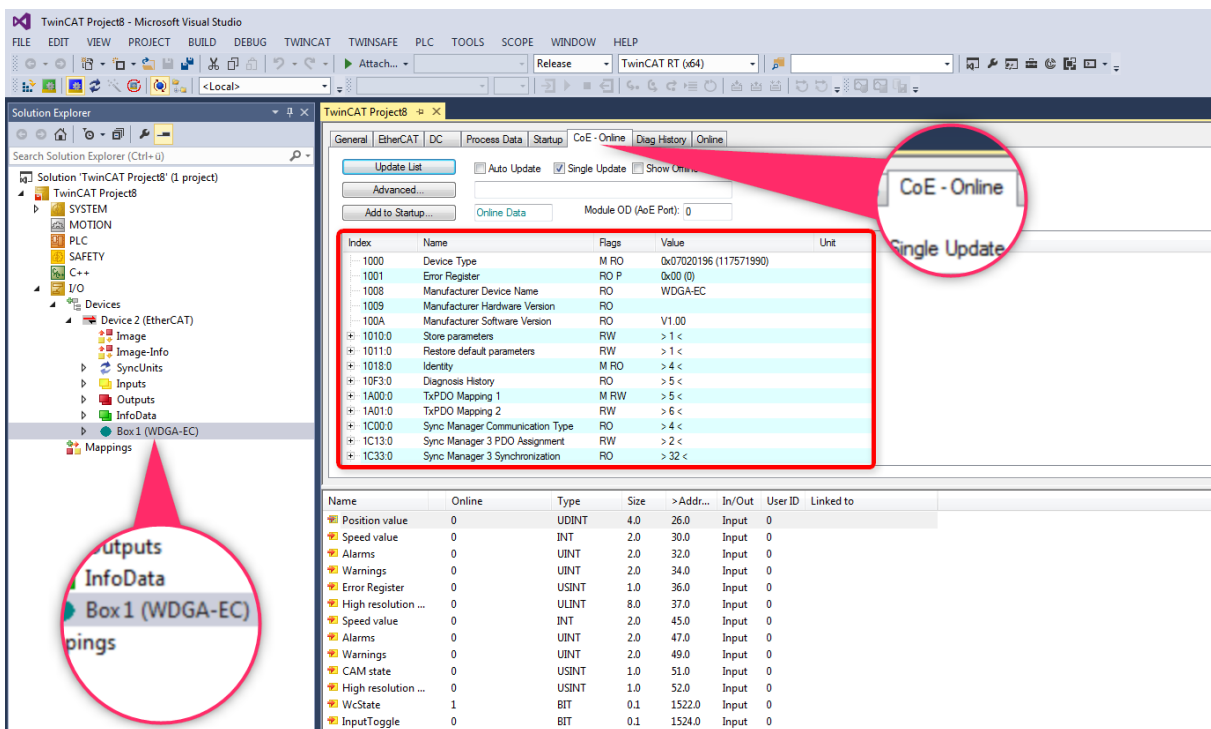 TwinCAT Project8 - Microsoft Visual Studio
FILE EDIT VIEW PROJECT BUILD DEBUG TWINCAT TWINSAFE PLC TOOLS SCOPE WINDOW HELP
Attach... Release TwinCAT RT (x64)
<Local>
Solution Explorer
Search Solution Explorer (Ctrl+ü)
Solution 'TwinCAT Project8' (1 project)
TwinCAT Project8
SYSTEM
MOTION
PLC
SAFETY
C++
I/O
Devices
Device 2 (EtherCAT)
Image
Image-Info
SyncUnits
Inputs
Outputs
InfoData
Box 1 (WDGA-EC)
Mappings
utputs
InfoData
Box 1 (WDGA-EC)
pings
TwinCAT Project8
General EtherCAT DC Process Data Startup CoE - Online Diag History Online
Update List Auto Update Single Update Show Offline
Advanced...
Add to Startup... Online Data Module OD (AoE Port): 0
CoE - Online
Single Update
Index Name Flags Value Unit
1000 Device Type M RO 0x07020196 (117571990)
1001 Error Register RO P 0x00 (0)
1008 Manufacturer Device Name RO WDGA-EC
1009 Manufacturer Hardware Version RO
100A Manufacturer Software Version RO V1.00
1010:0 Store parameters RW > 1 <
1011:0 Restore default parameters RW > 1 <
1018:0 Identity M RO > 4 <
10F3:0 Diagnosis History RO > 5 <
1A00:0 TxPDO Mapping 1 M RW > 5 <
1A01:0 TxPDO Mapping 2 RW > 6 <
1C00:0 Sync Manager Communication Type RO > 4 <
1C13:0 Sync Manager 3 PDO Assignment RW > 2 <
1C33:0 Sync Manager 3 Synchronization RO > 32 <
Name Online Type Size >Addr... In/Out User ID Linked to
Position value 0 UDINT 4.0 26.0 Input 0
Speed value 0 INT 2.0 30.0 Input 0
Alarms 0 UINT 2.0 32.0 Input 0
Warnings 0 UINT 2.0 34.0 Input 0
Error Register 0 USINT 1.0 36.0 Input 0
High resolution ... 0 ULINT 8.0 37.0 Input 0
Speed value 0 INT 2.0 45.0 Input 0
Alarms 0 UINT 2.0 47.0 Input 0
Warnings 0 UINT 2.0 49.0 Input 0
CAM state 0 USINT 1.0 51.0 Input 0
High resolution ... 0 USINT 1.0 52.0 Input 0
WcState 1 BIT 0.1 1522.0 Input 0
InputToggle 0 BIT 0.1 1524.0 Input 0